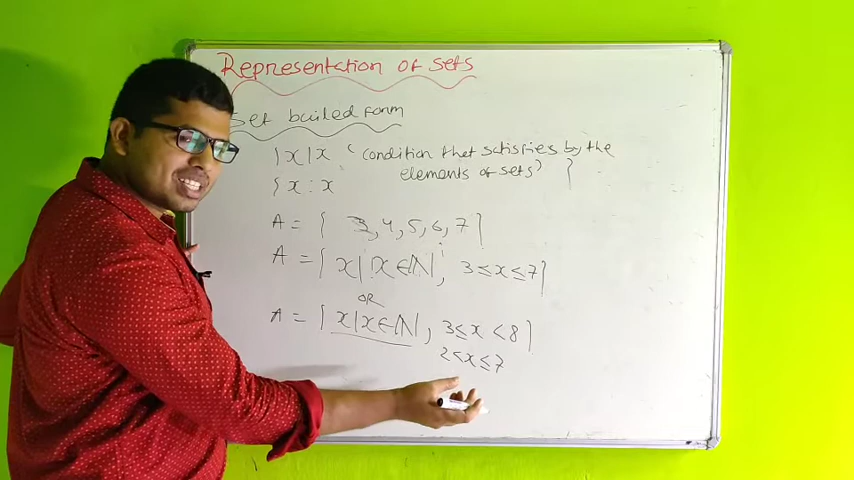 Representation of sets
Set builed form
{x|x (condition that satisfies by the
elements of sets) }
{x : x
A = { 3, 4, 5, 6, 7}
A = {x|x∈ℕ, 3≤x≤7}
OR
A = {x|x∈ℕ, 3≤x<8}
2<x≤7